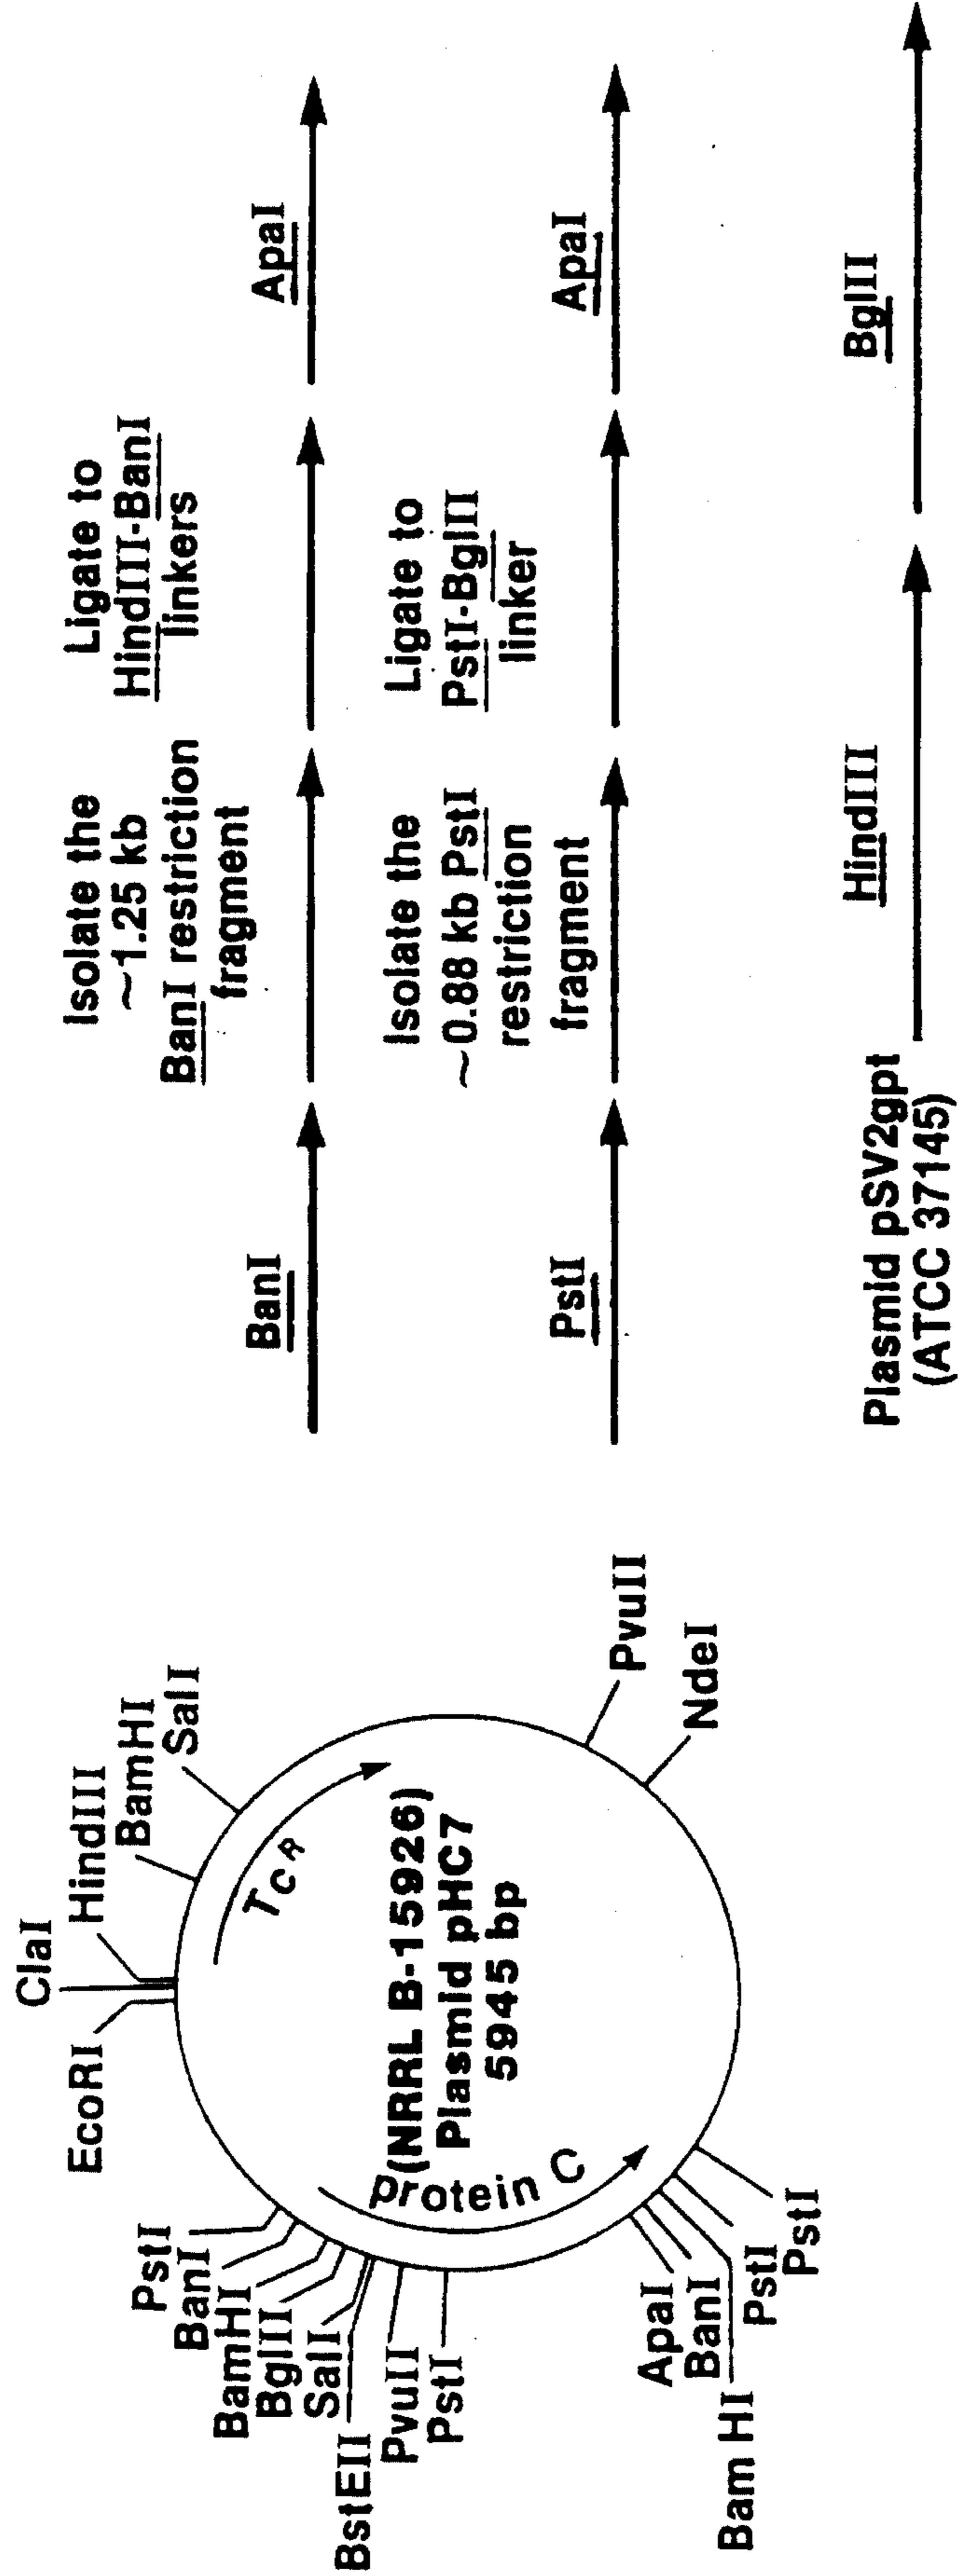 ClaI
EcoRI
HindIII
BamHI
SalI
PstI
BanI
BamHI
BglII
SalI
BstEII
PvuII
PstI
TcR
(NRRL B-15926)
Plasmid pHC7
5945 bp
protein C
PvuII
NdeI
ApaI
BanI
Bam HI
PstI
PstI
BanI
Isolate the
~1.25 kb
BanI restriction
fragment
Ligate to
HindIII-BanI
linkers
ApaI
PstI
Isolate the
~0.88 kb PstI
restriction
fragment
Ligate to
PstI-BglII
linker
ApaI
Plasmid pSV2gpt
(ATCC 37145)
HindIII
BglII